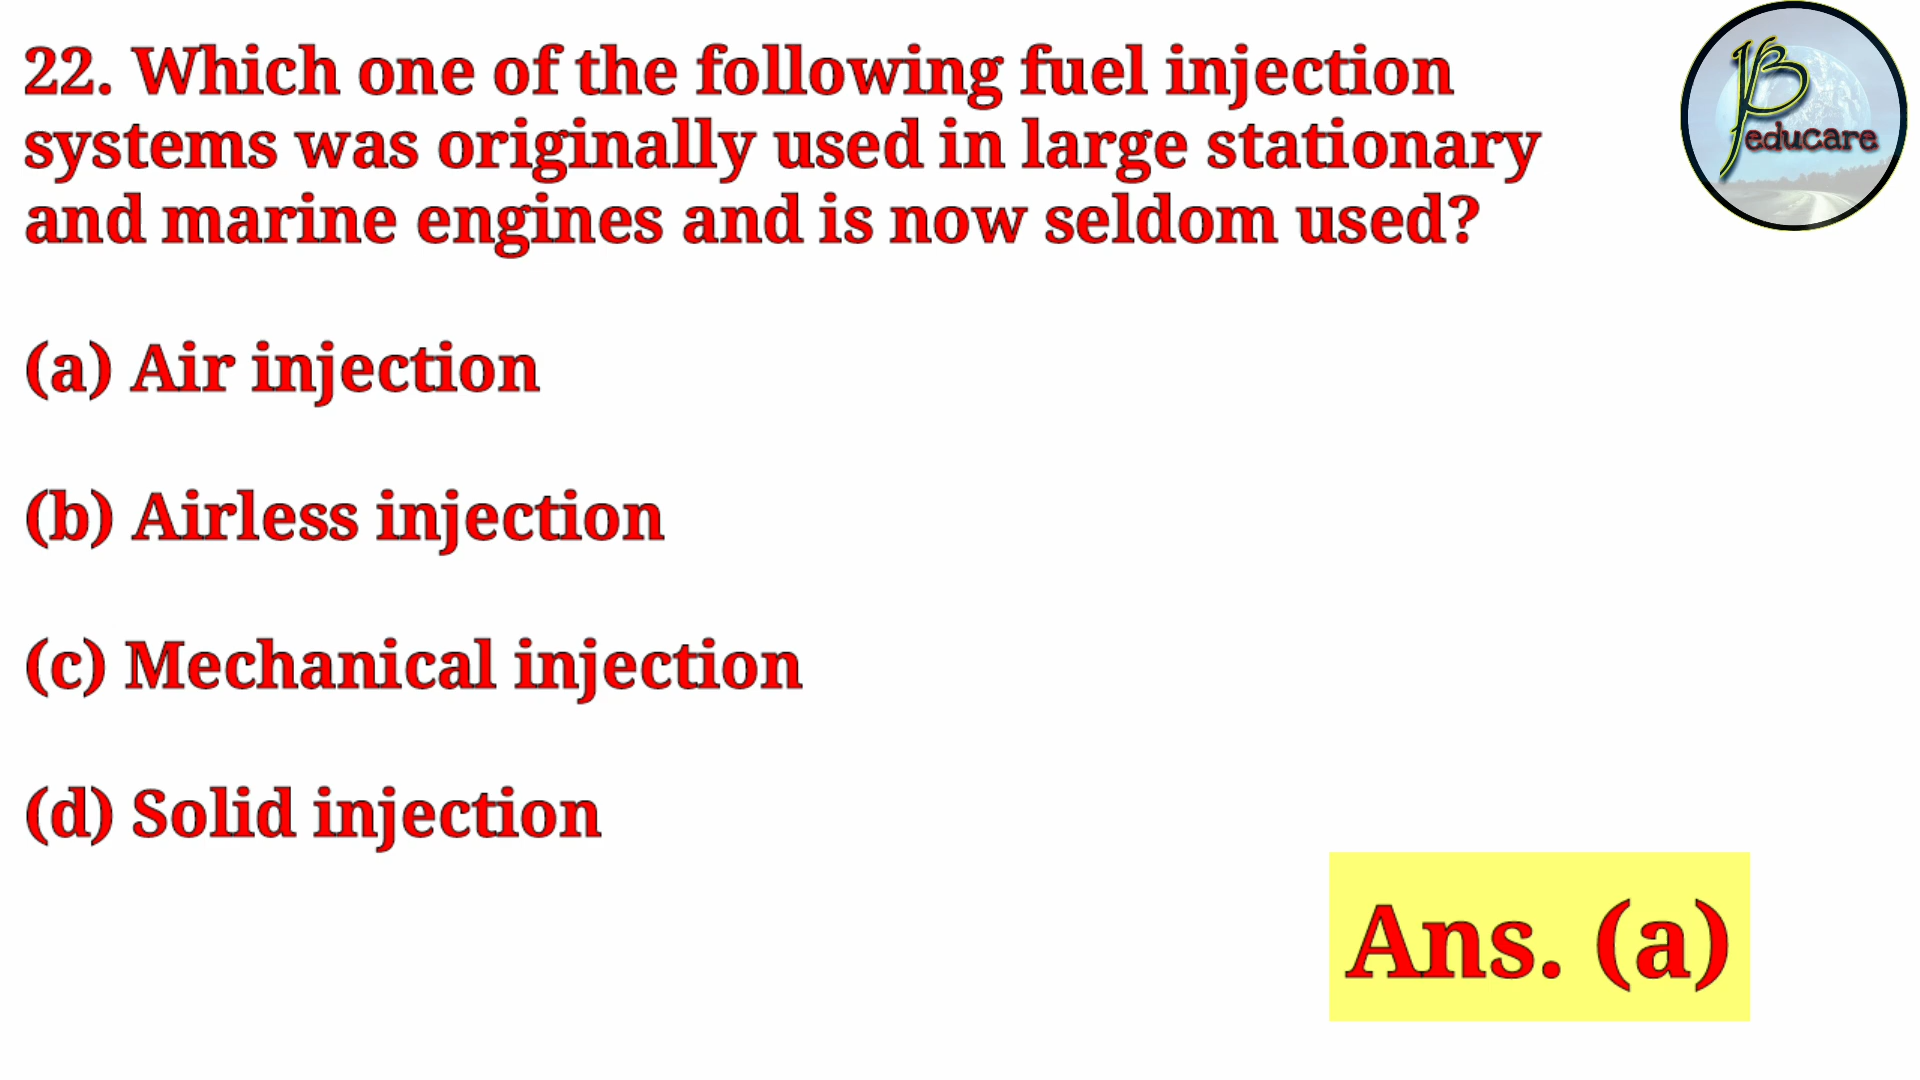 22. Which one of the following fuel injection
systems was originally used in large stationary
and marine engines and is now seldom used?
(a) Air injection
(b) Airless injection
(c) Mechanical injection
(d) Solid injection
Ans. (a)
educare